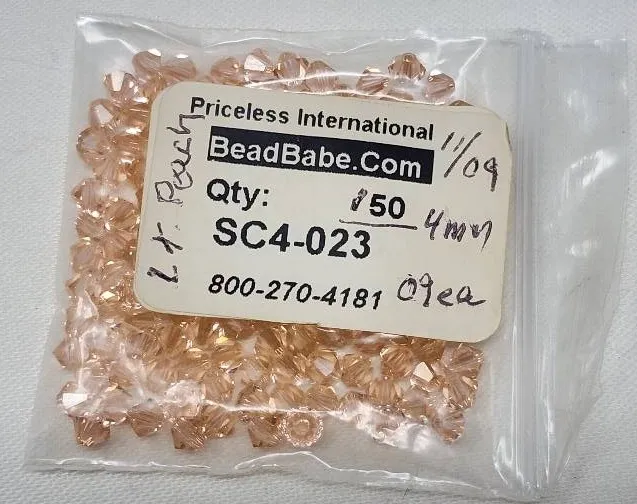 Priceless International
BeadBabe.Com
11/09
Qty: 150
4mm
SC4-023
800-270-4181
09ea
Lt. Peach